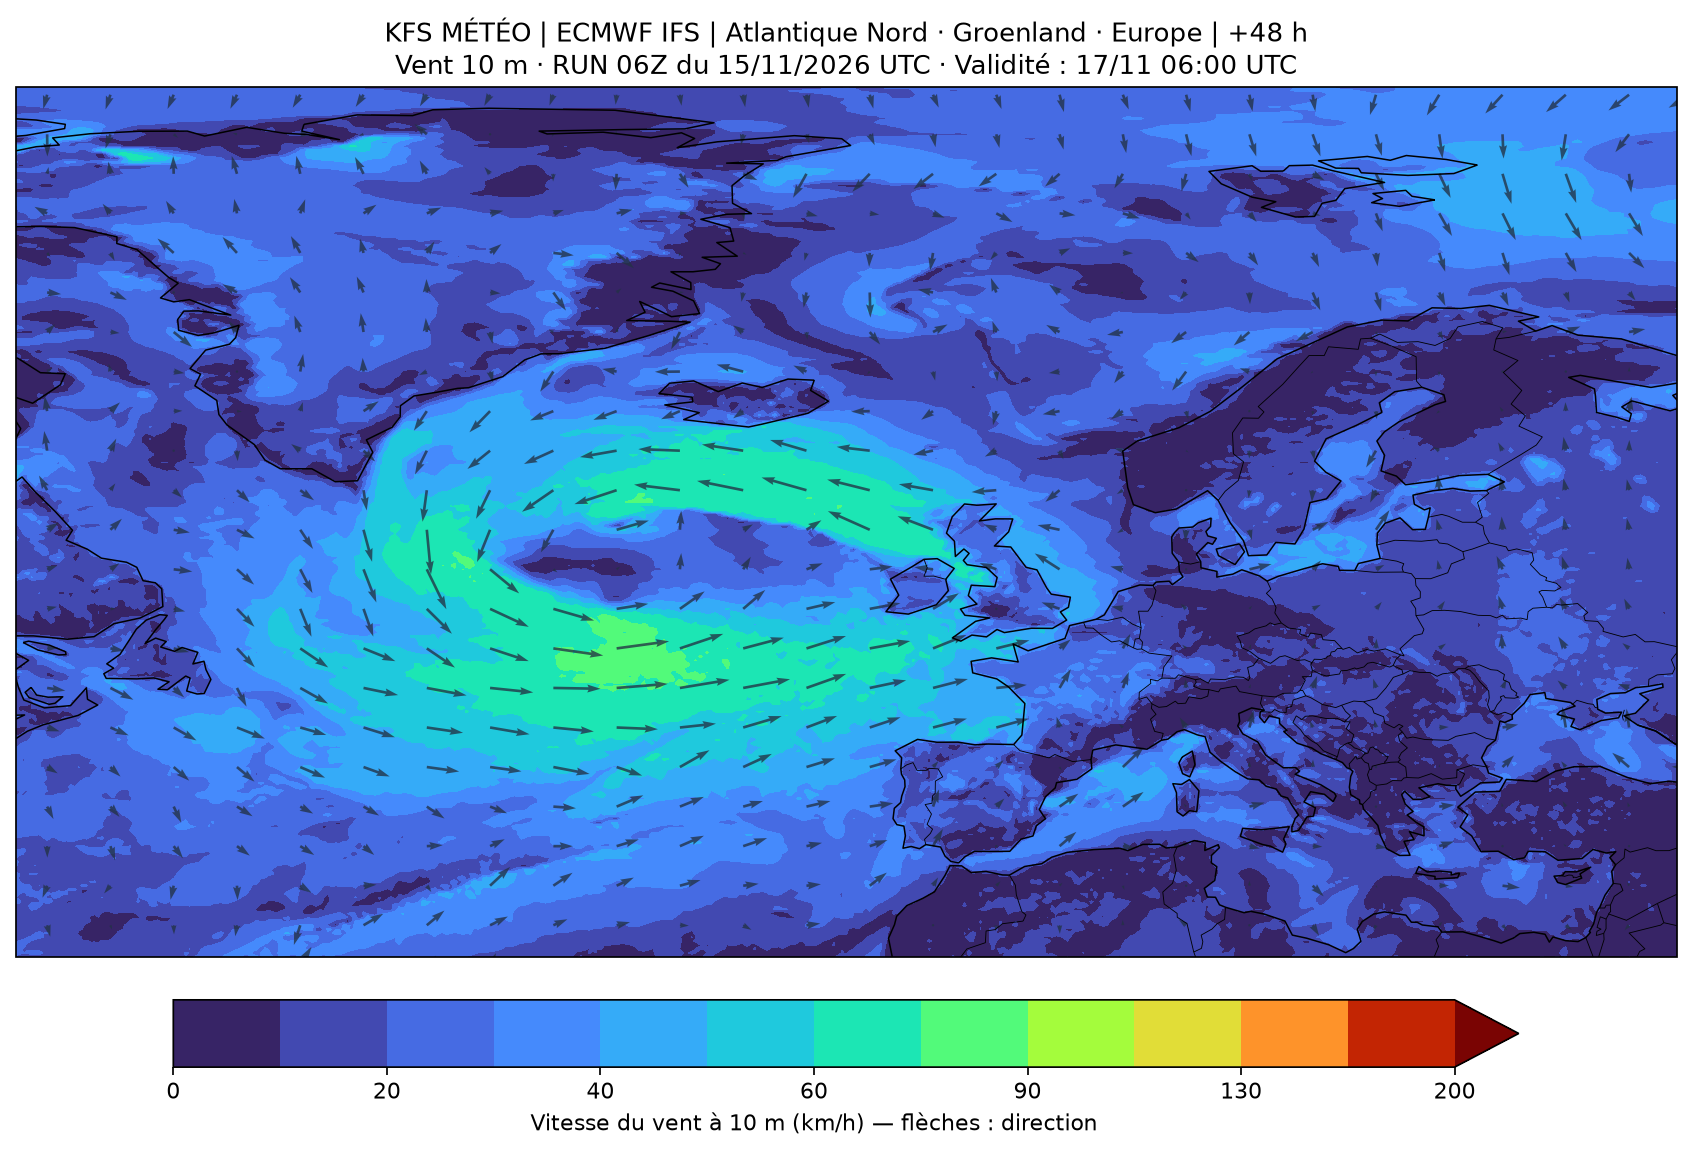 KFS MÉTÉO | ECMWF IFS | Atlantique Nord · Groenland · Europe | +48 h
Vent 10 m · RUN 06Z du 15/11/2026 UTC · Validité : 17/11 06:00 UTC
0 20 40 60 90 130 200
Vitesse du vent à 10 m (km/h) — flèches : direction